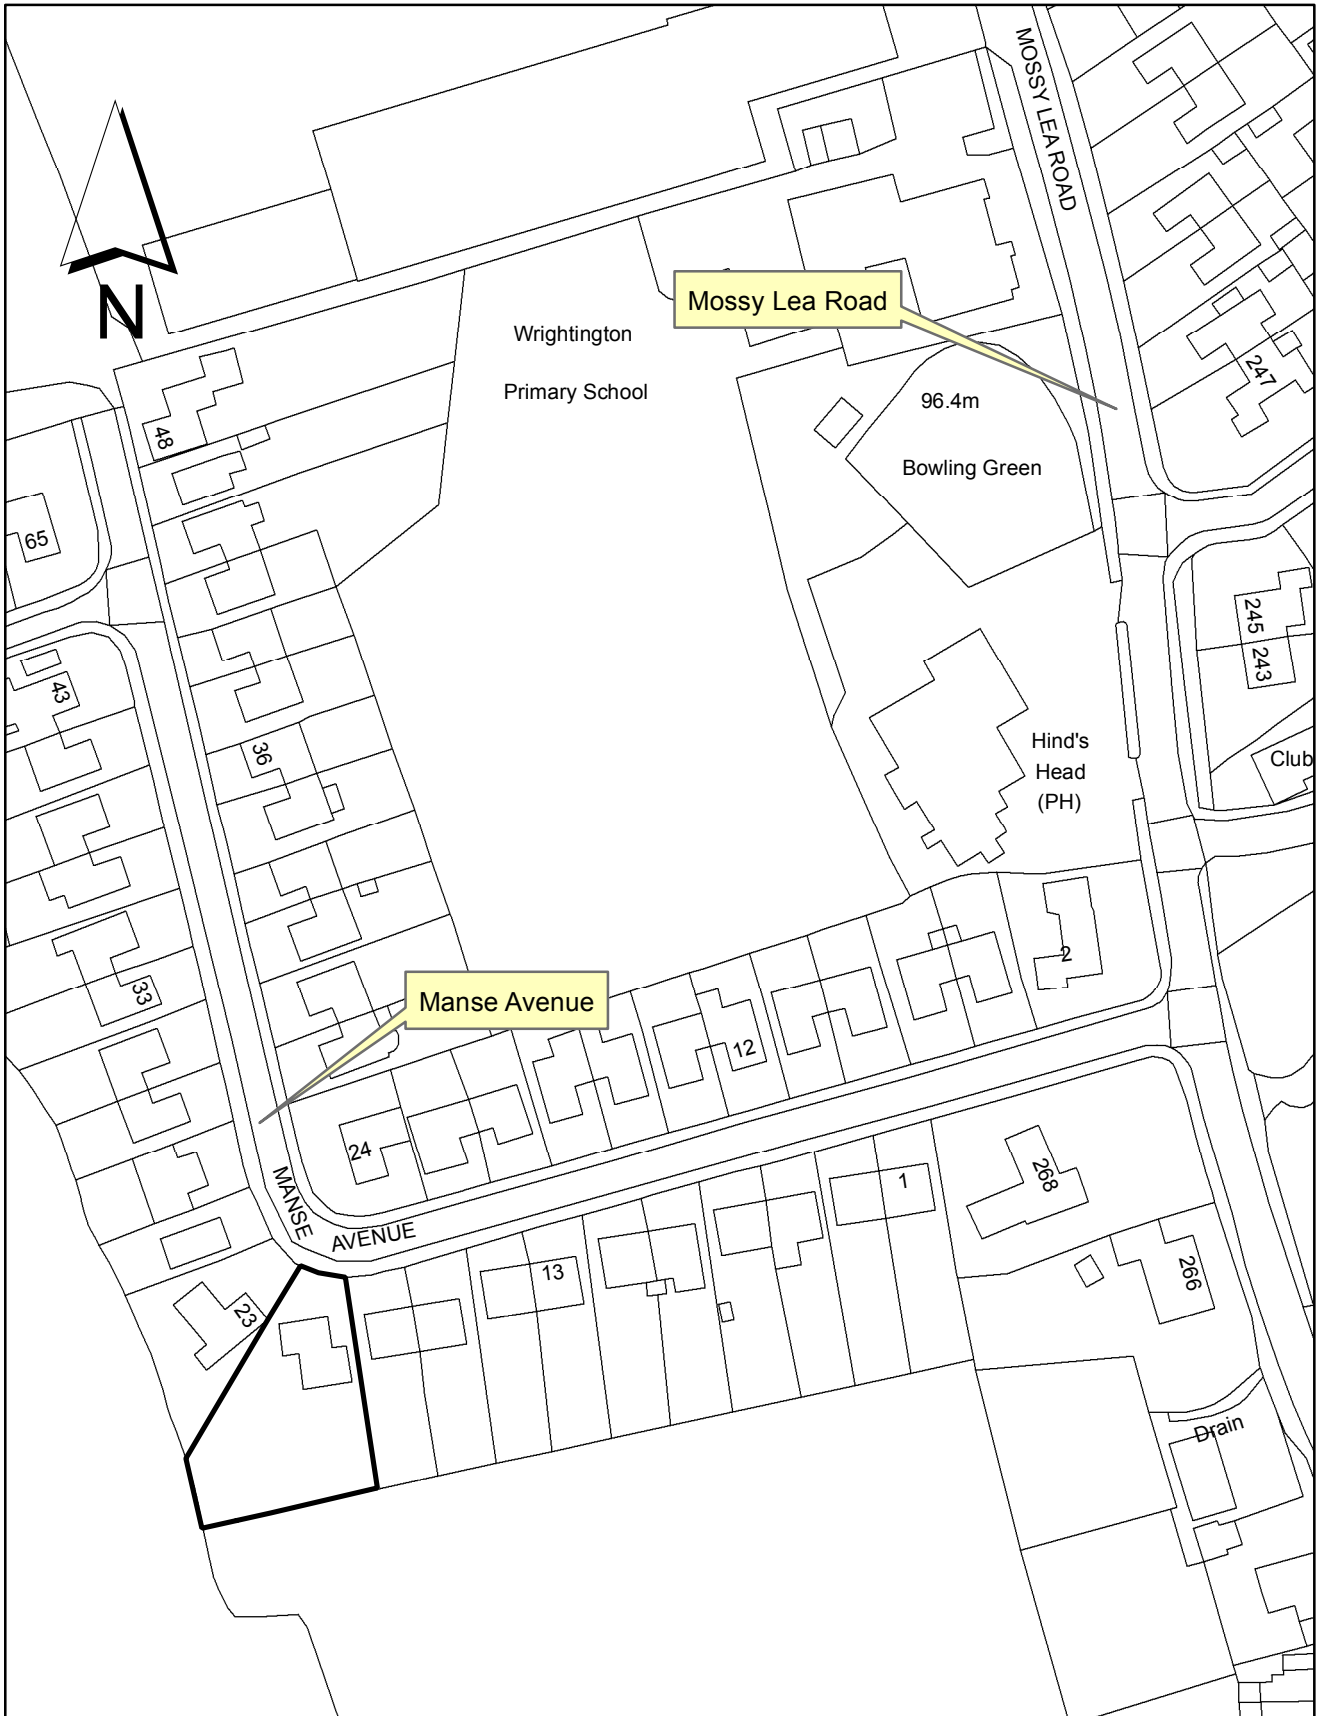 MOSSY LEA ROAD
N
Mossy Lea Road
Wrightington
Primary School
247
96.4m
48
Bowling Green
65
245
243
43
36
Hind's
Head
(PH)
Club
2
33
Manse Avenue
12
24
268
1
MANSE
AVENUE
13
266
23
Drain